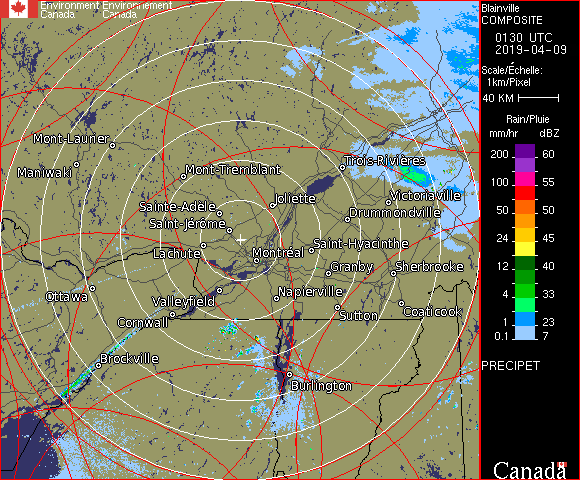 Environment Environnement
Canada Canada
Blainville
COMPOSITE
0130 UTC
2019-04-09
Scale/Échelle:
1km/Pixel
40 KM
Rain/Pluie
mm/hr dBZ
200 60
100 55
50 50
24 45
12 40
4 33
1 23
0.1 7
PRECIPET
Canada
Mont-Laurier
Maniwaki
Mont-Tremblant
Trois-Rivières
Joliette
Victoriaville
Sainte-Adèle
Drummondville
Saint-Jérôme
Saint-Hyacinthe
Lachute
Montréal
Granby
Sherbrooke
Ottawa
Valleyfield
Napierville
Cornwall
Sutton
Coaticook
Brockville
Burlington